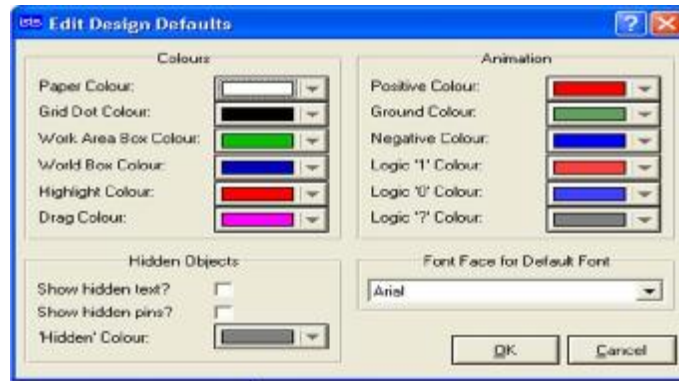 isis Edit Design Defaults
Colours
Paper Colour:
Grid Dot Colour:
Work Area Box Colour:
World Box Colour:
Highlight Colour:
Drag Colour:
Animation
Positive Colour:
Ground Colour:
Negative Colour:
Logic '1' Colour:
Logic '0' Colour:
Logic '?' Colour:
Hidden Objects
Show hidden text?
Show hidden pins?
'Hidden' Colour:
Font Face for Default Font
Arial
OK
Cancel